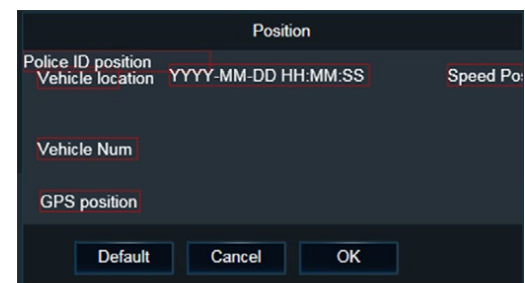 Position
Police ID position
Vehicle location YYYY-MM-DD HH:MM:SS Speed Po
Vehicle Num
GPS position
Default Cancel OK